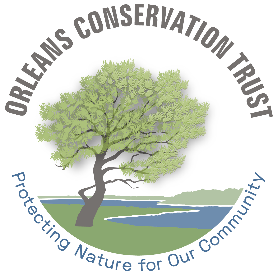 ORLEANS CONSERVATION TRUST
Protecting Nature for Our Community